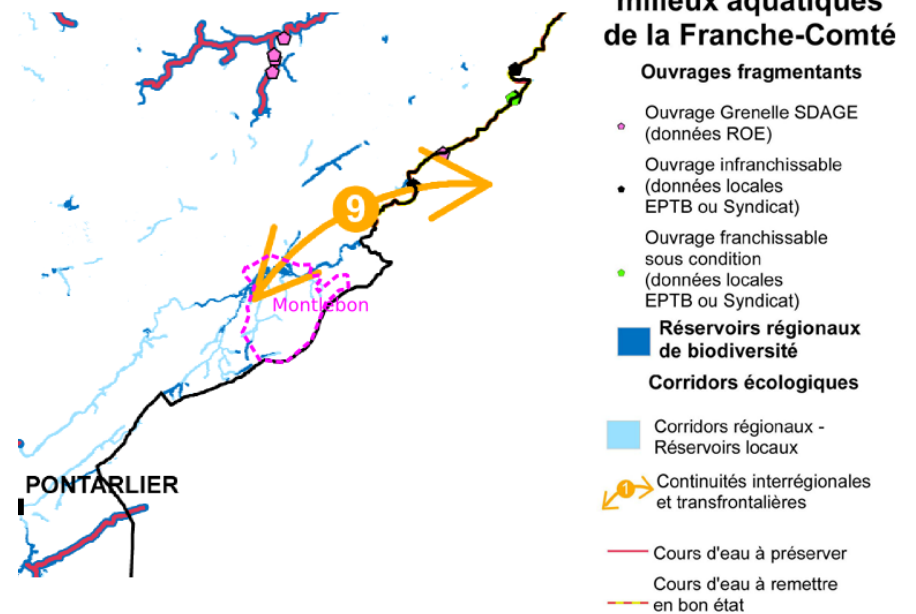 9
Montlebon
PONTARLIER
milieux aquatiques
de la Franche-Comté
Ouvrages fragmentants
Ouvrage Grenelle SDAGE
(données ROE)
Ouvrage infranchissable
(données locales
EPTB ou Syndicat)
Ouvrage franchissable
sous condition
(données locales
EPTB ou Syndicat)
Réservoirs régionaux
de biodiversité
Corridors écologiques
Corridors régionaux -
Réservoirs locaux
1
Continuités interrégionales
et transfrontalières
Cours d'eau à préserver
Cours d'eau à remettre
en bon état